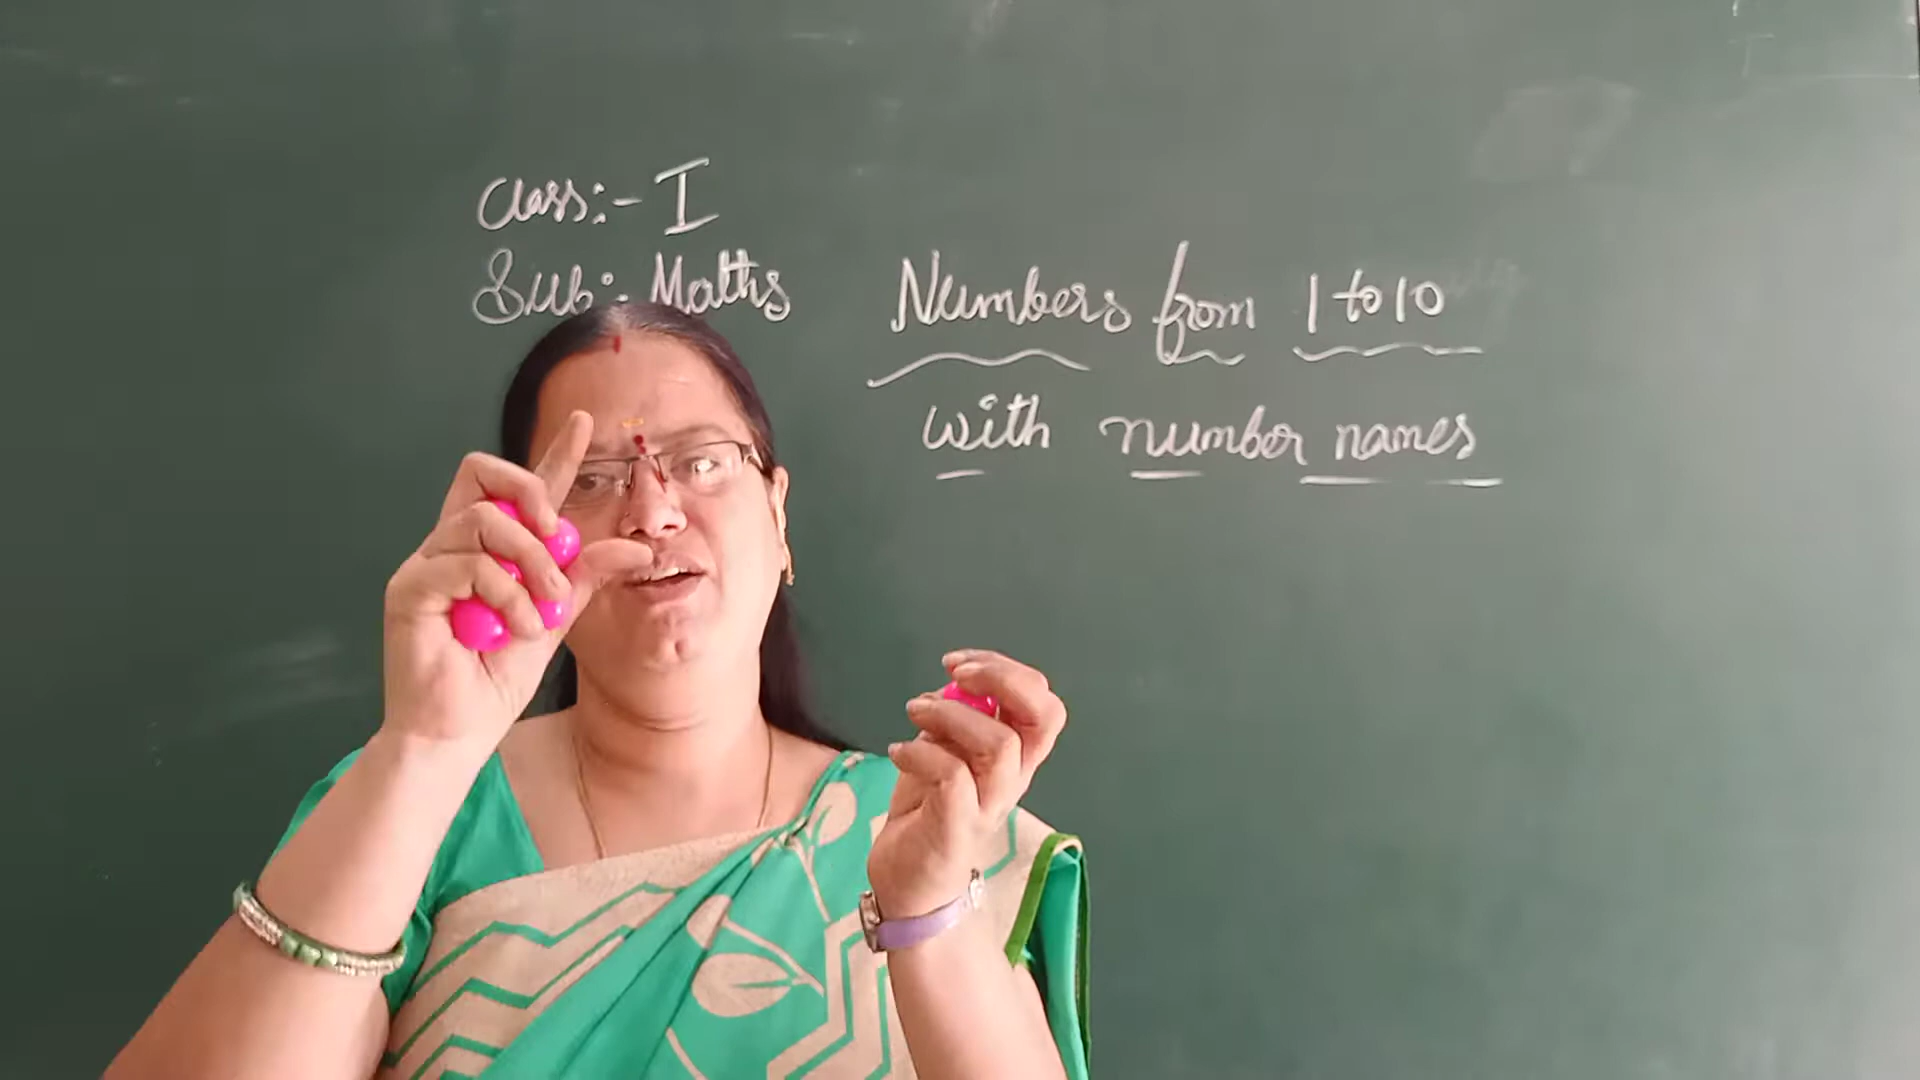 Class:- I
Sub:- Maths
Numbers from 1 to 10
with number names